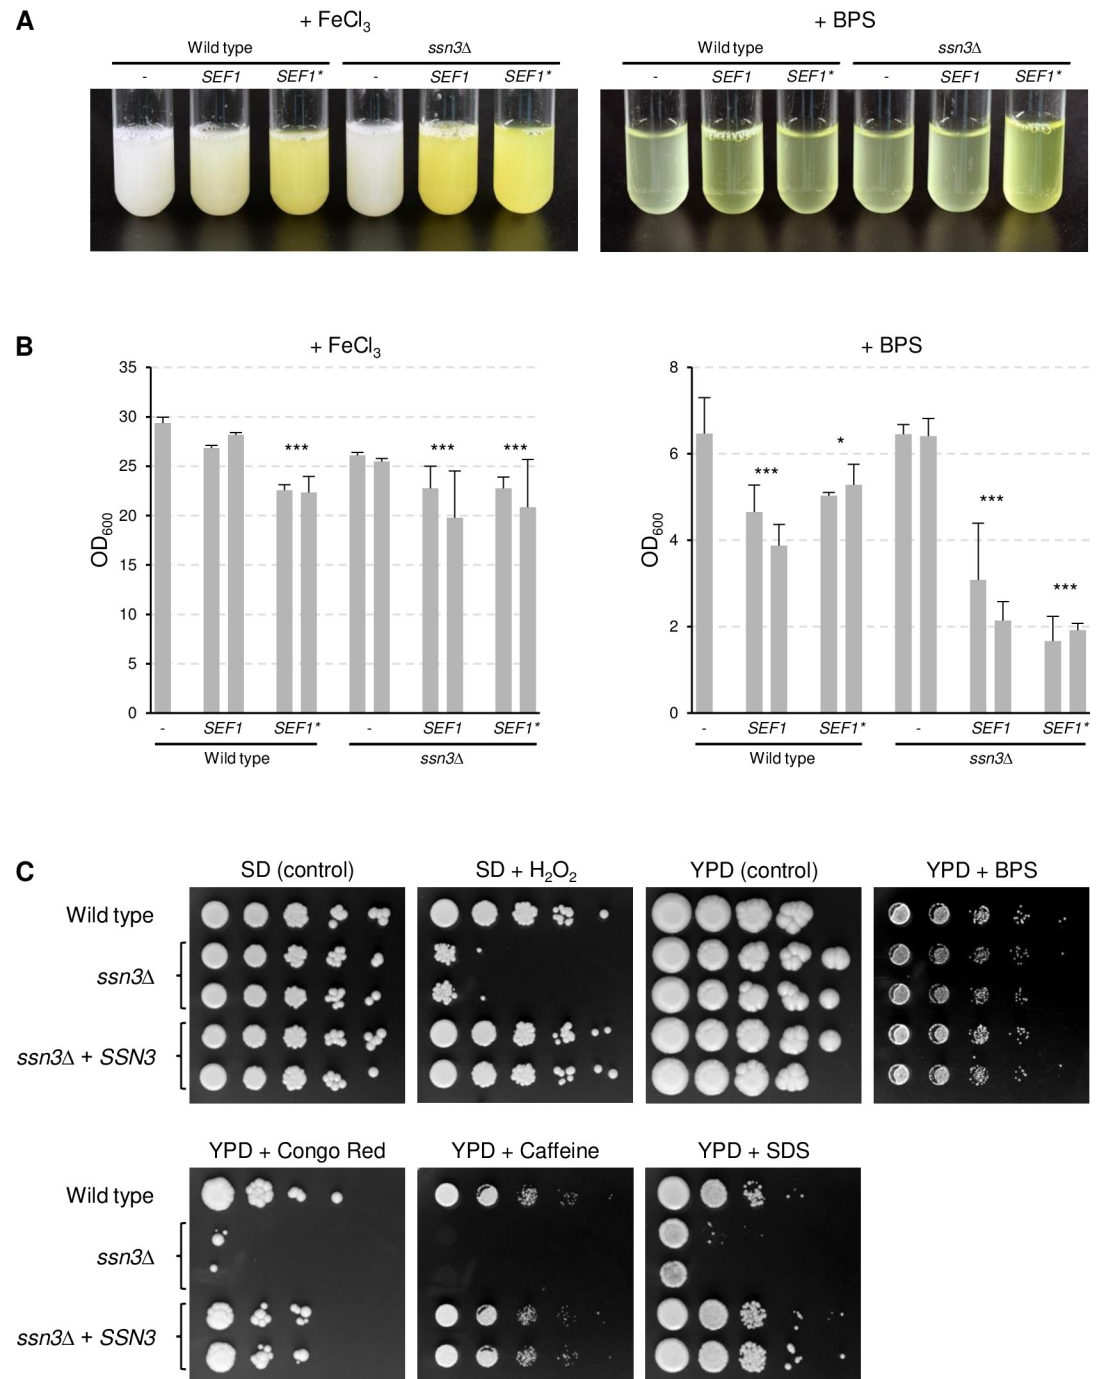 A
+ FeCl3
+ BPS
Wild type
ssn3Δ
Wild type
ssn3Δ
- SEF1 SEF1* - SEF1 SEF1*
- SEF1 SEF1* - SEF1 SEF1*
B
+ FeCl3
+ BPS
OD600
35
30
25
20
15
10
5
0
***
***
***
- SEF1 SEF1* - SEF1 SEF1*
Wild type
ssn3Δ
OD600
8
6
4
2
0
***
*
***
***
- SEF1 SEF1* - SEF1 SEF1*
Wild type
ssn3Δ
C
SD (control)
SD + H2O2
YPD (control)
YPD + BPS
Wild type
ssn3Δ
ssn3Δ + SSN3
YPD + Congo Red
YPD + Caffeine
YPD + SDS
Wild type
ssn3Δ
ssn3Δ + SSN3